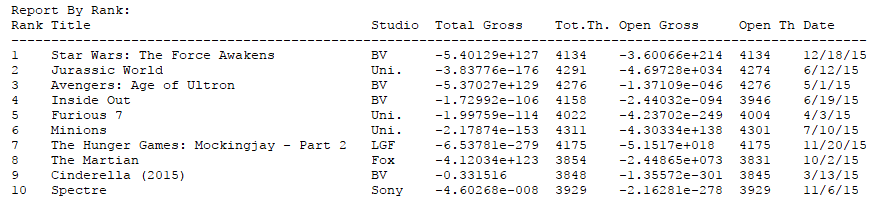 Report By Rank:
Rank Title Studio Total Gross Tot.Th. Open Gross Open Th Date
--------------------------------------------------------------------------------------------------------------
1 Star Wars: The Force Awakens BV -5.40129e+127 4134 -3.60066e+214 4134 12/18/15
2 Jurassic World Uni. -3.83776e-176 4291 -4.69728e+034 4274 6/12/15
3 Avengers: Age of Ultron BV -5.37027e+129 4276 -1.37109e-046 4276 5/1/15
4 Inside Out BV -1.72992e-106 4158 -2.44032e-094 3946 6/19/15
5 Furious 7 Uni. -1.99759e-114 4022 -4.23702e-249 4004 4/3/15
6 Minions Uni. -2.17874e-153 4311 -4.30334e+138 4301 7/10/15
7 The Hunger Games: Mockingjay - Part 2 LGF -6.53781e-279 4175 -5.1517e+018 4175 11/20/15
8 The Martian Fox -4.12034e+123 3854 -2.44865e+073 3831 10/2/15
9 Cinderella (2015) BV -0.331516 3848 -1.35572e-301 3845 3/13/15
10 Spectre Sony -4.60268e-008 3929 -2.16281e-278 3929 11/6/15